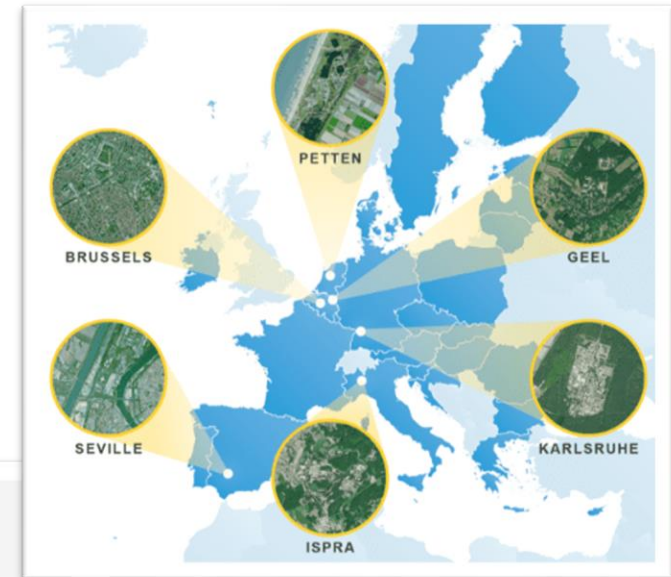 PETTEN
BRUSSELS
GEEL
SEVILLE
KARLSRUHE
ISPRA